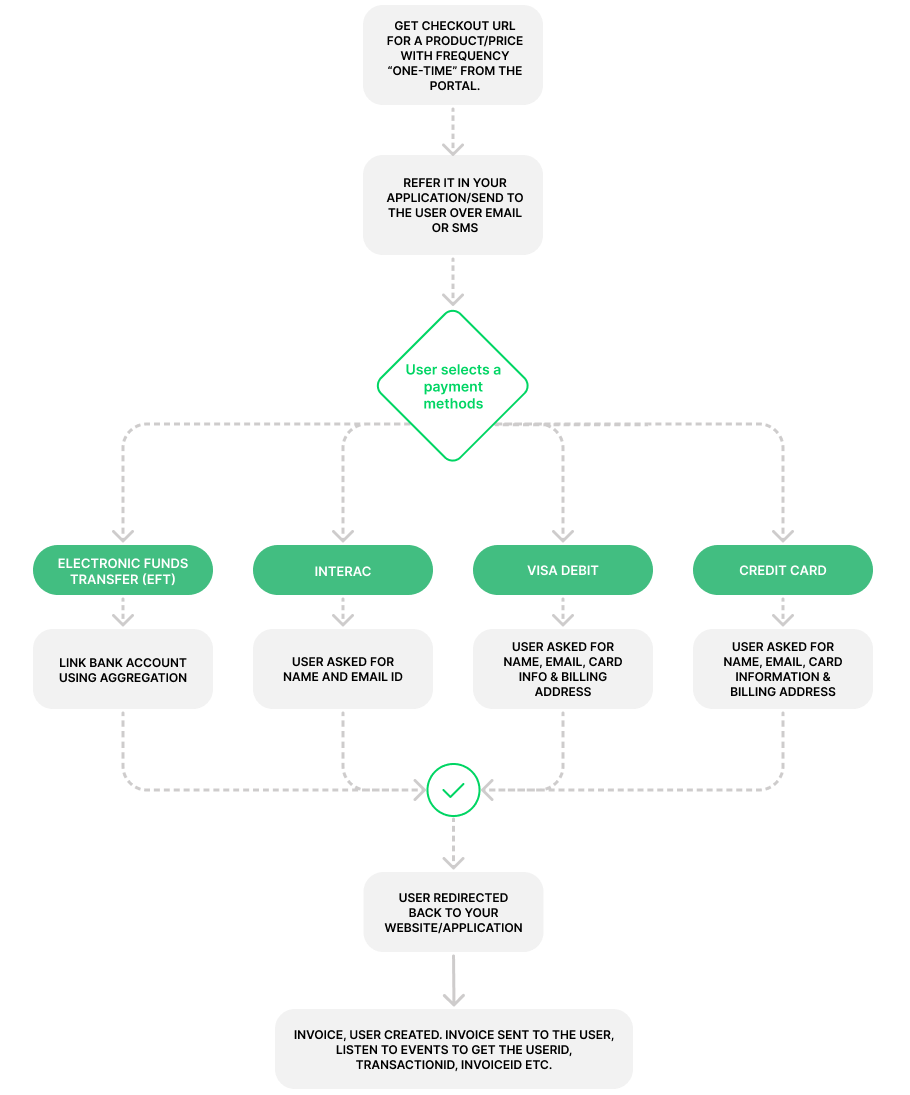 GET CHECKOUT URL
FOR A PRODUCT/PRICE
WITH FREQUENCY
“ONE-TIME” FROM THE
PORTAL.
REFER IT IN YOUR
APPLICATION/SEND TO
THE USER OVER EMAIL
OR SMS
User selects a
payment
methods
ELECTRONIC FUNDS
TRANSFER (EFT)
INTERAC
VISA DEBIT
CREDIT CARD
LINK BANK ACCOUNT
USING AGGREGATION
USER ASKED FOR
NAME AND EMAIL ID
USER ASKED FOR
NAME, EMAIL, CARD
INFO & BILLING
ADDRESS
USER ASKED FOR
NAME, EMAIL, CARD
INFORMATION &
BILLING ADDRESS
USER REDIRECTED
BACK TO YOUR
WEBSITE/APPLICATION
INVOICE, USER CREATED. INVOICE SENT TO THE USER,
LISTEN TO EVENTS TO GET THE USERID,
TRANSACTIONID, INVOICEID ETC.